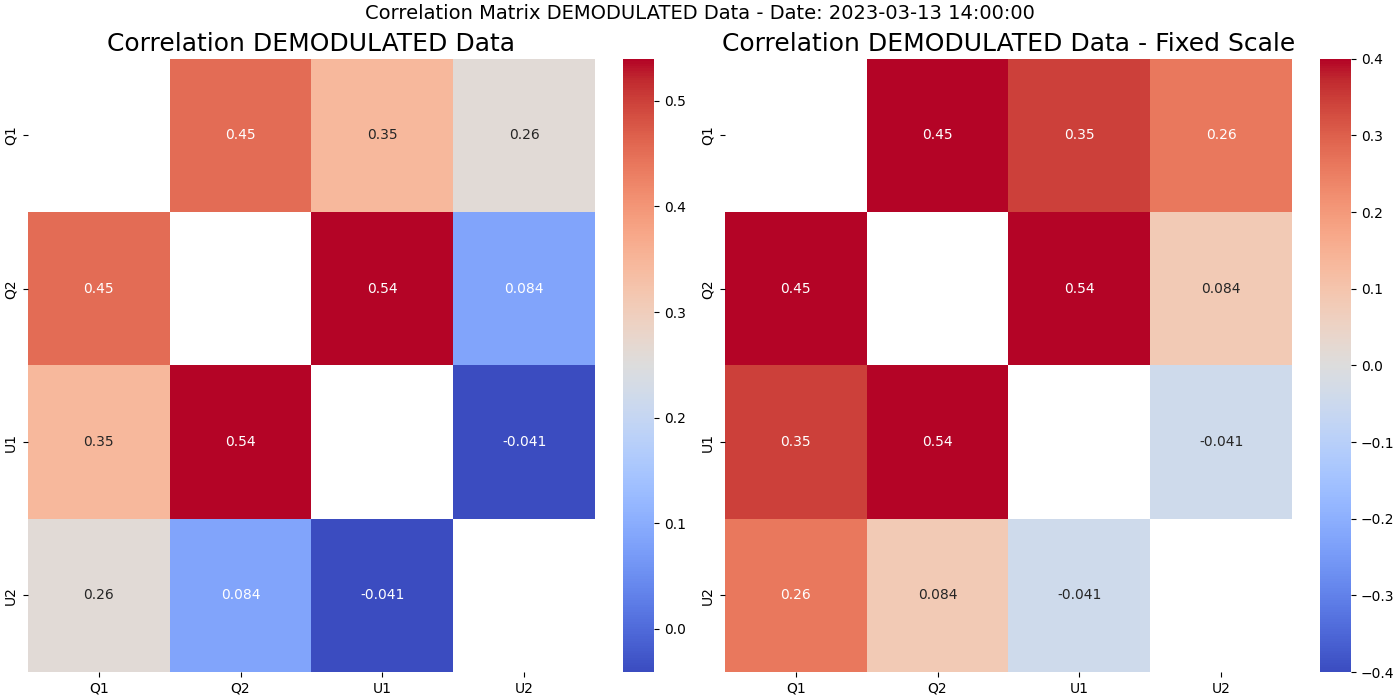 Correlation Matrix DEMODULATED Data - Date: 2023-03-13 14:00:00
Correlation DEMODULATED Data
Q1 0.45 0.35 0.26
Q2 0.45 0.54 0.084
U1 0.35 0.54 -0.041
U2 0.26 0.084 -0.041
Q1 Q2 U1 U2
0.5
0.4
0.3
0.2
0.1
0.0
Correlation DEMODULATED Data - Fixed Scale
Q1 0.45 0.35 0.26
Q2 0.45 0.54 0.084
U1 0.35 0.54 -0.041
U2 0.26 0.084 -0.041
Q1 Q2 U1 U2
0.4
0.3
0.2
0.1
0.0
−0.1
−0.2
−0.3
−0.4